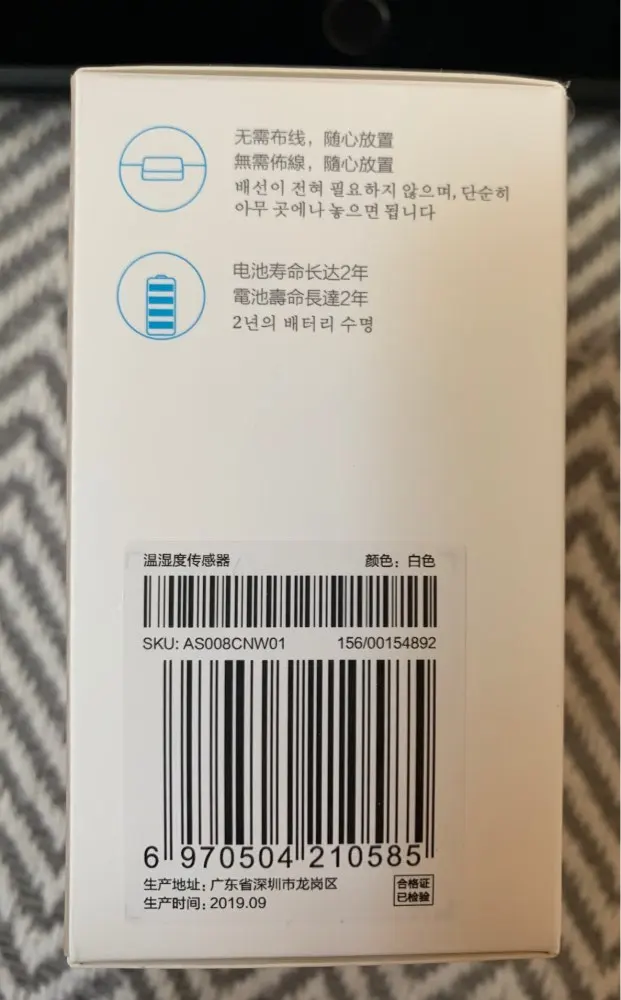 无需布线，随心放置
無需佈線，隨心放置
배선이 전혀 필요하지 않으며, 단순히
아무 곳에나 놓으면 됩니다
电池寿命长达2年
電池壽命長達2年
2년의 배터리 수명
温湿度传感器 颜色：白色
SKU: AS008CNW01 156/00154892
6 970504 210585
生产地址：广东省深圳市龙岗区
生产时间：2019.09
合格证
已检验